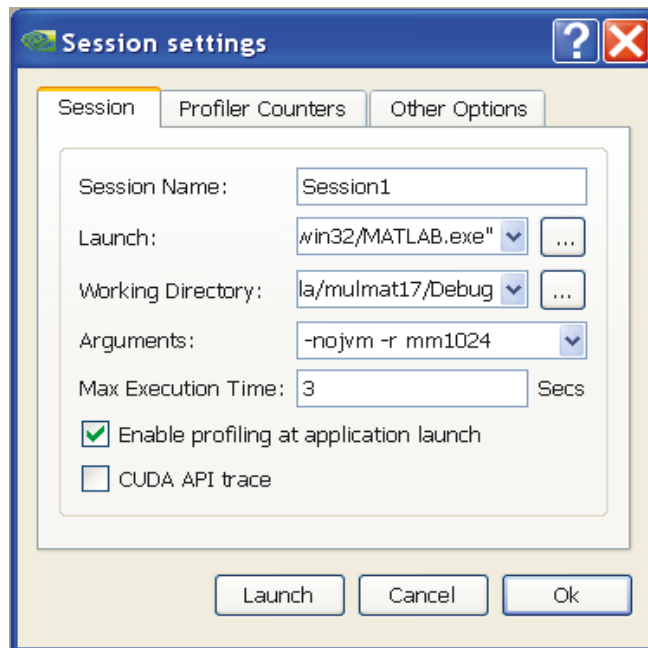 Session settings
Session Profiler Counters Other Options
Session Name: Session1
Launch: win32/MATLAB.exe" ...
Working Directory: la/mulmat17/Debug ...
Arguments: -nojvm -r mm1024
Max Execution Time: 3 Secs
Enable profiling at application launch
CUDA API trace
Launch Cancel Ok